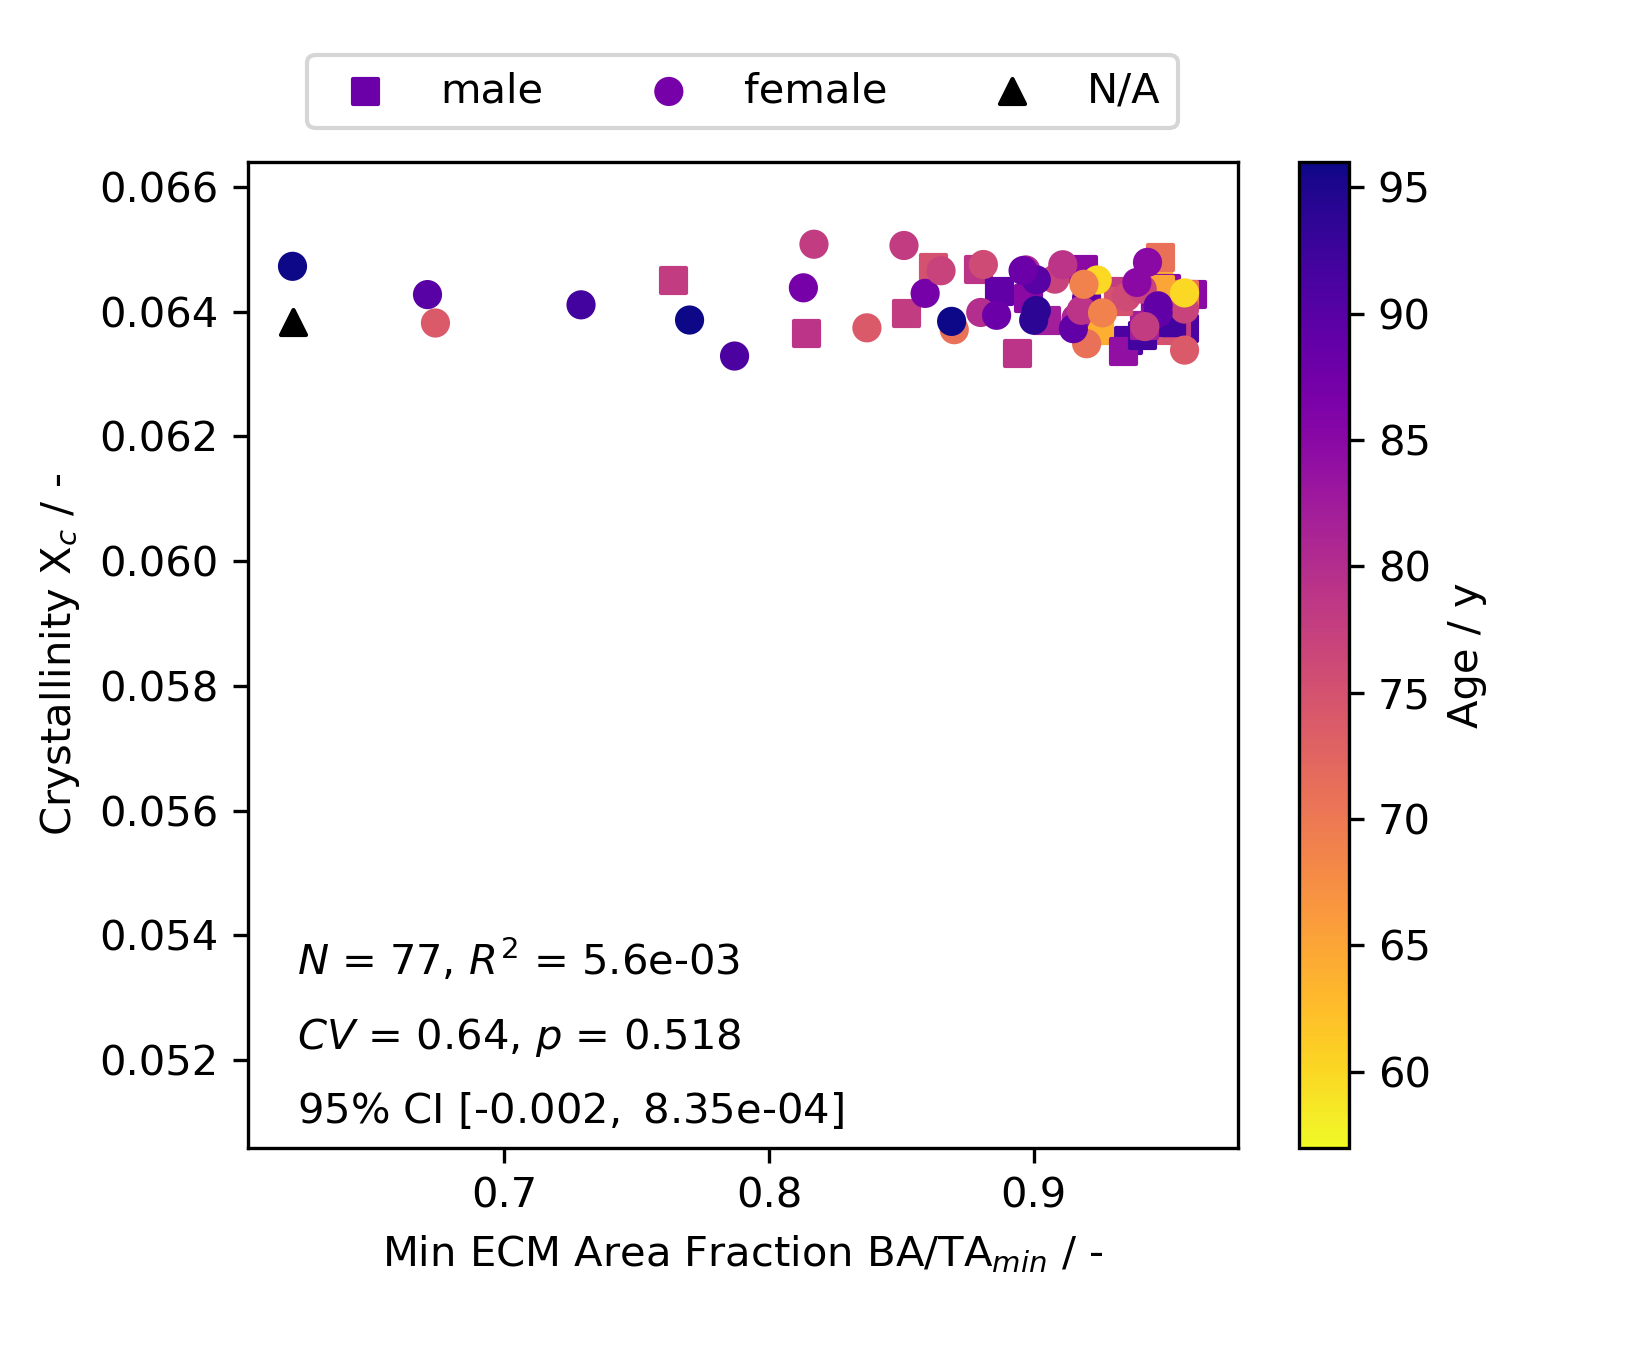 male female N/A
0.066
0.064
0.062
0.060
0.058
0.056
0.054
0.052
Crystallinity X_c / -
N = 77, R² = 5.6e-03
CV = 0.64, p = 0.518
95% CI [-0.002, 8.35e-04]
0.7 0.8 0.9
Min ECM Area Fraction BA/TA_min / -
95
90
85
80
75
70
65
60
Age / y